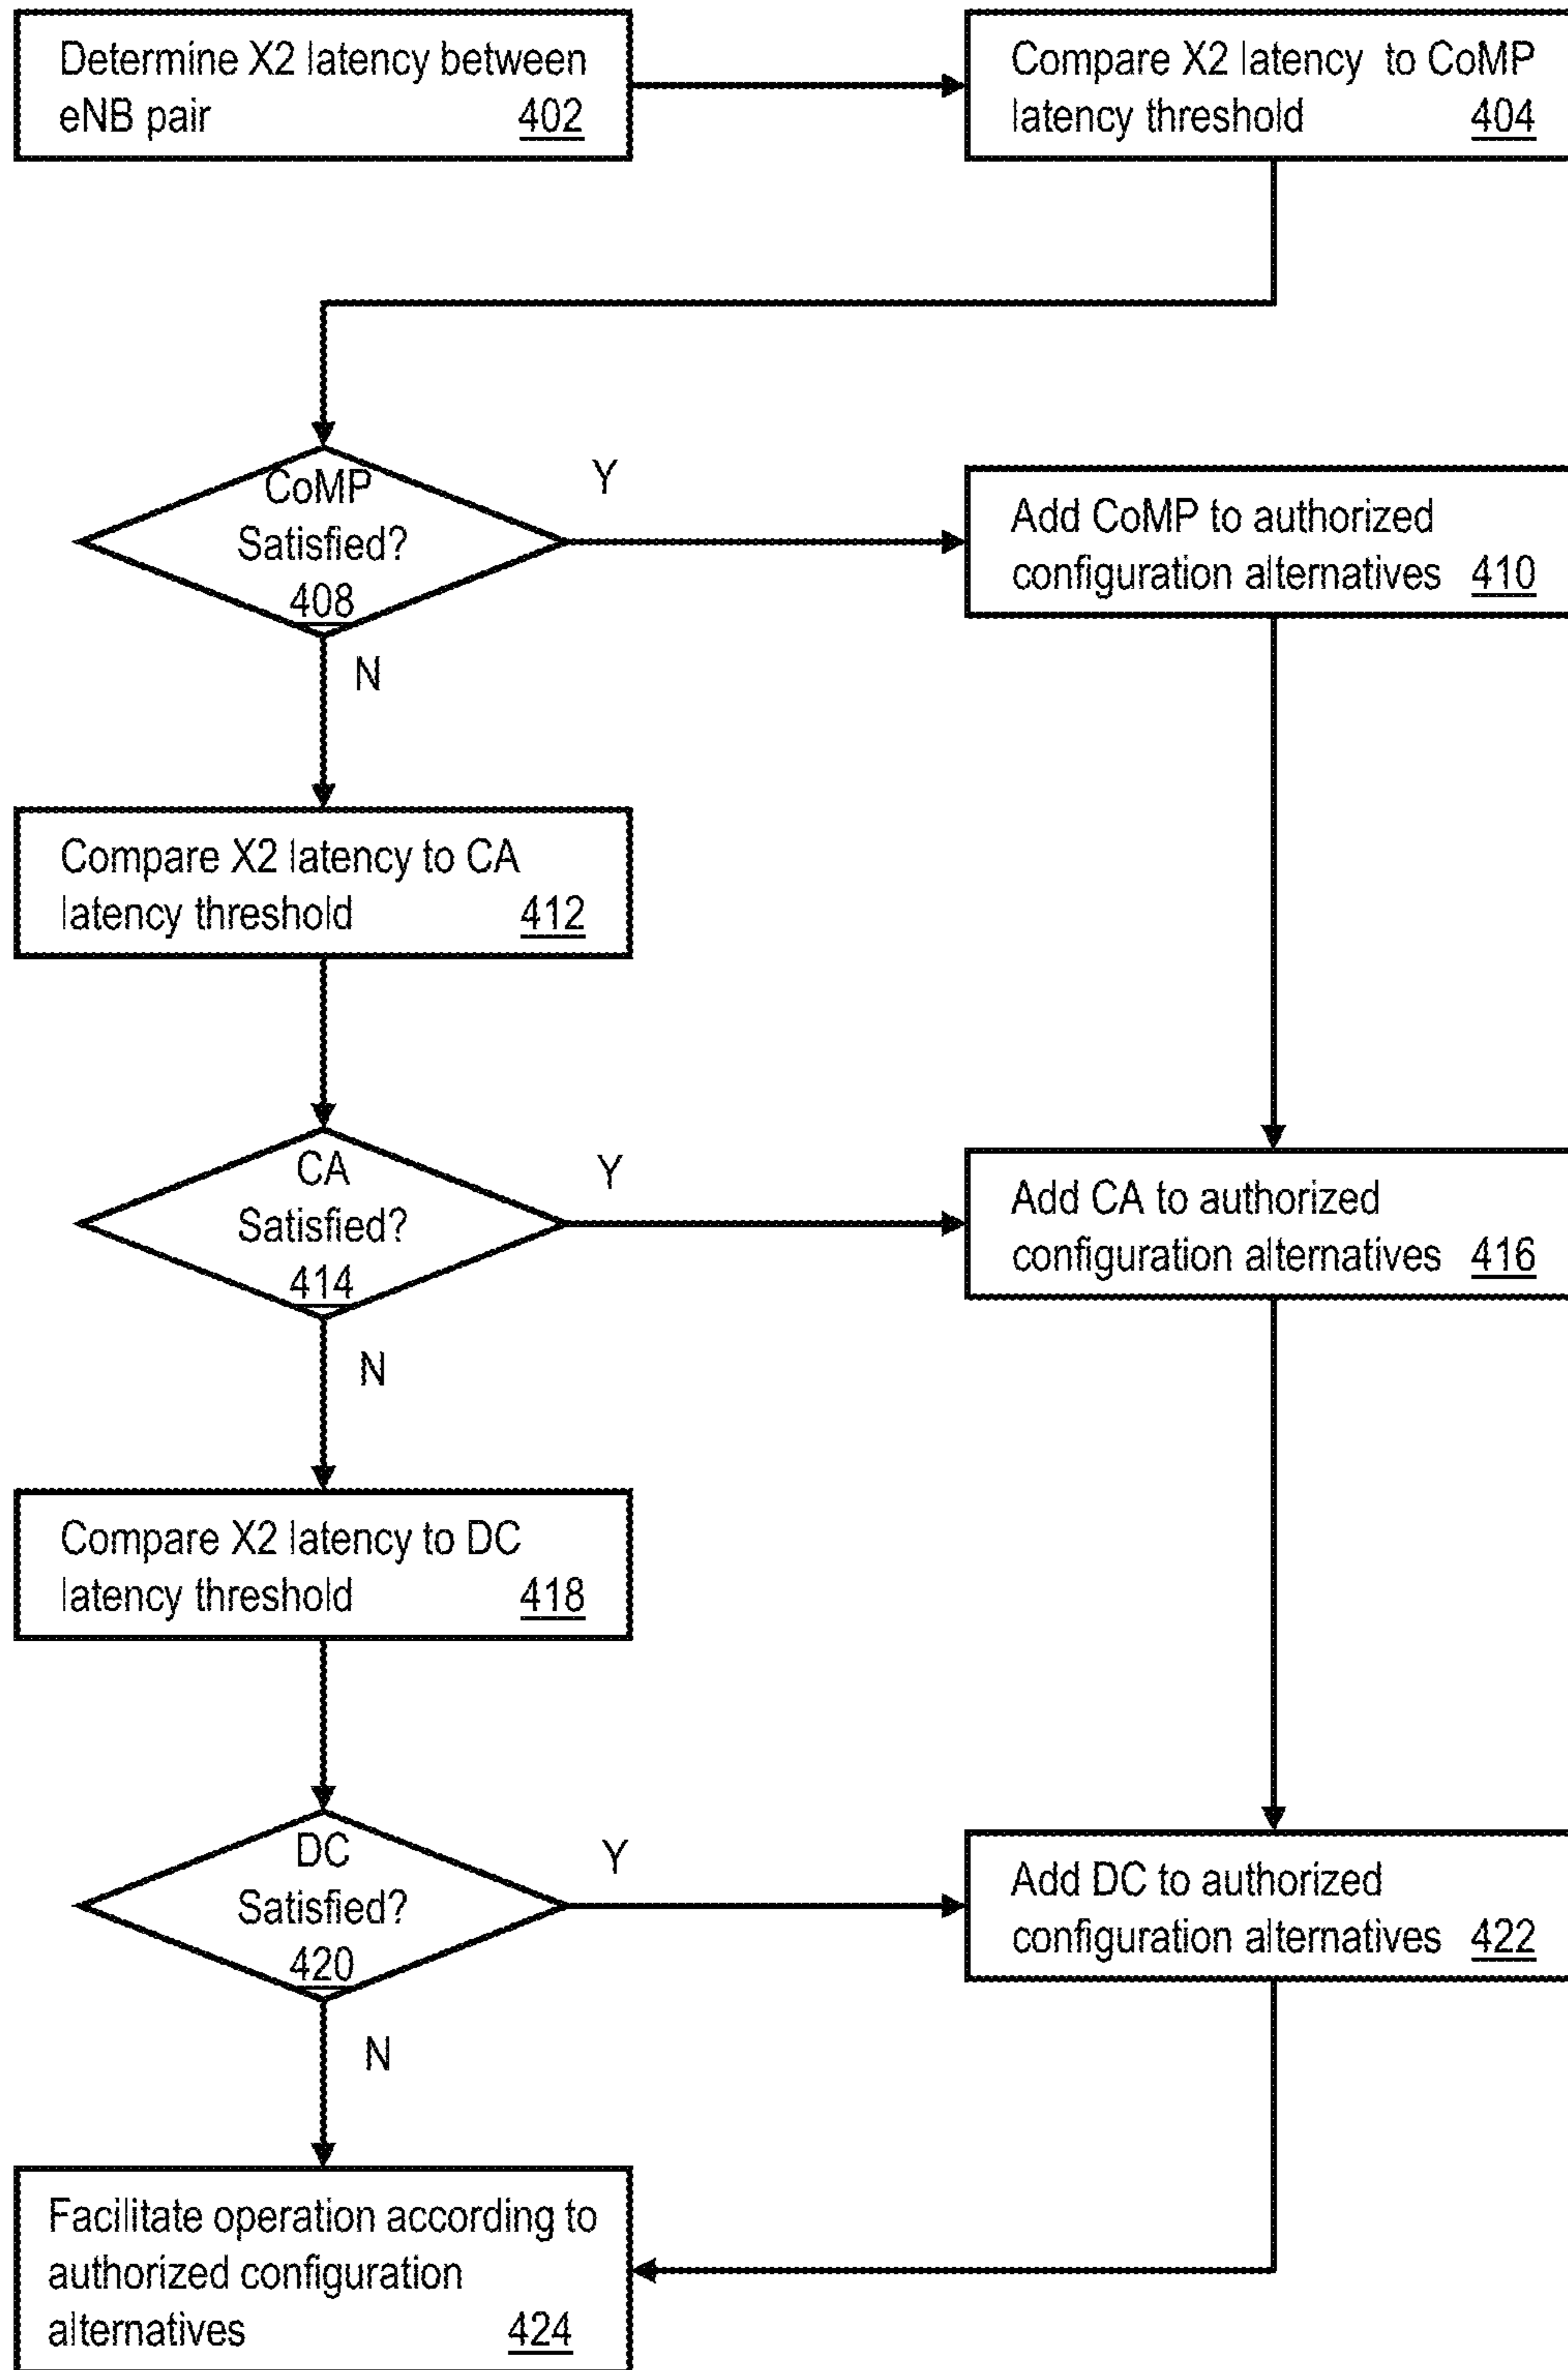 Determine X2 latency between
eNB pair 402
Compare X2 latency to CoMP
latency threshold 404
CoMP
Satisfied?
408
Y
N
Add CoMP to authorized
configuration alternatives 410
Compare X2 latency to CA
latency threshold 412
CA
Satisfied?
414
Y
N
Add CA to authorized
configuration alternatives 416
Compare X2 latency to DC
latency threshold 418
DC
Satisfied?
420
Y
N
Add DC to authorized
configuration alternatives 422
Facilitate operation according to
authorized configuration
alternatives 424